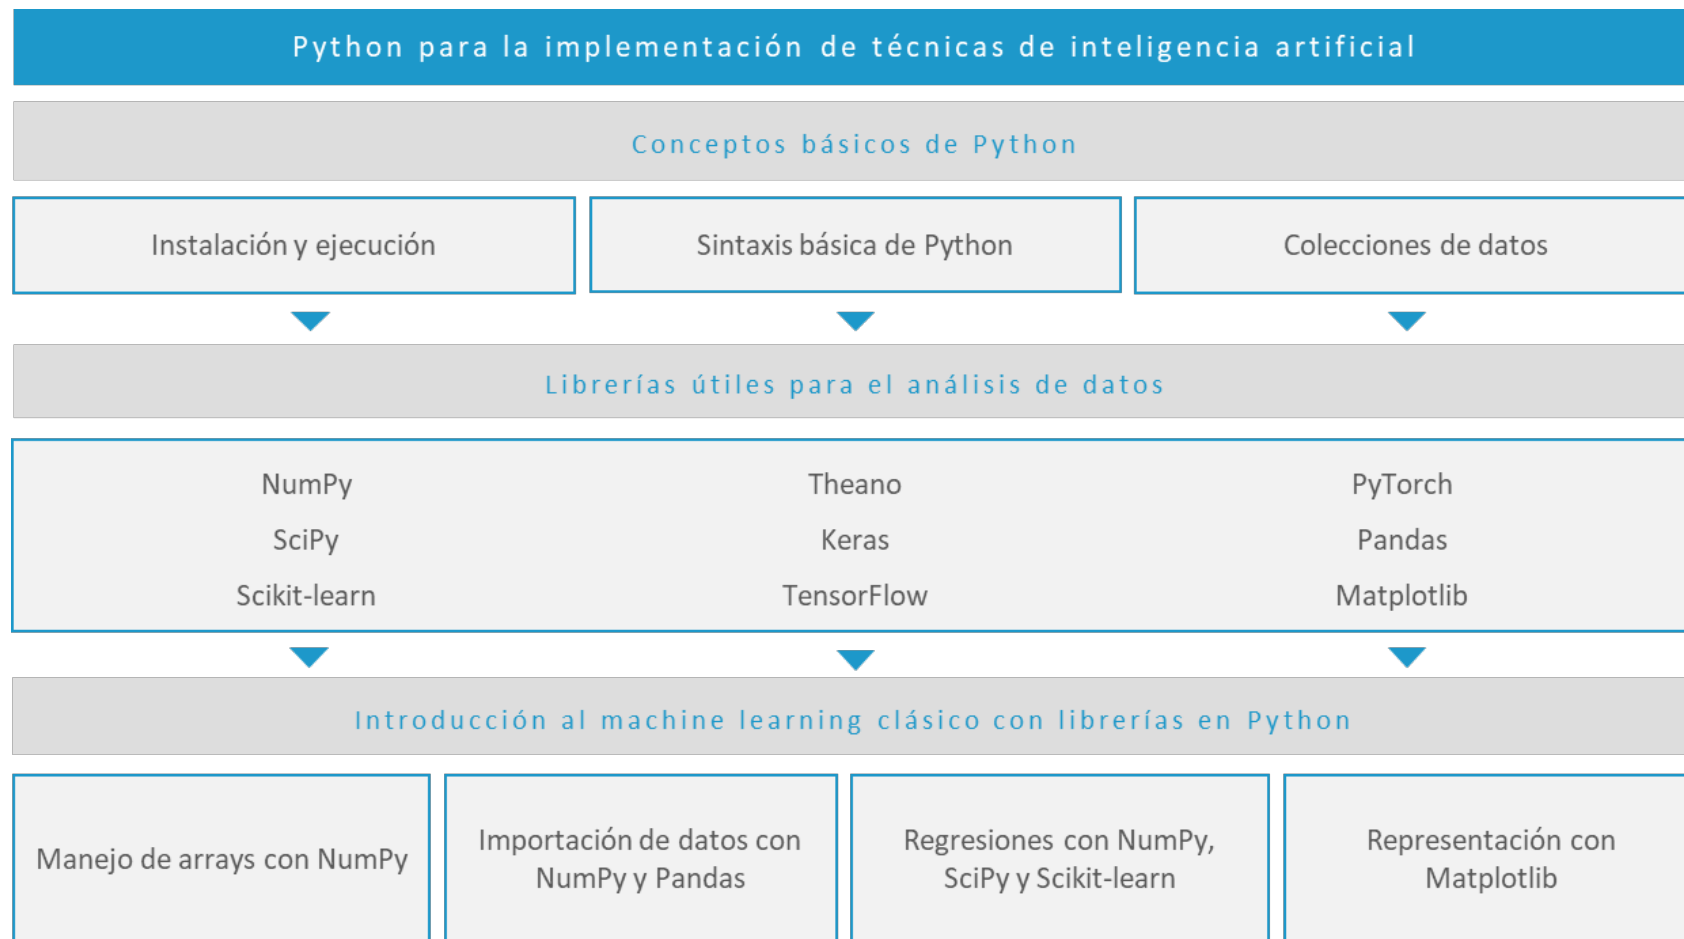 Python para la implementación de técnicas de inteligencia artificial
Conceptos básicos de Python
Instalación y ejecución
Sintaxis básica de Python
Colecciones de datos
Librerías útiles para el análisis de datos
NumPy
Theano
PyTorch
SciPy
Keras
Pandas
Scikit-learn
TensorFlow
Matplotlib
Introducción al machine learning clásico con librerías en Python
Manejo de arrays con NumPy
Importación de datos con
NumPy y Pandas
Regresiones con NumPy,
SciPy y Scikit-learn
Representación con
Matplotlib